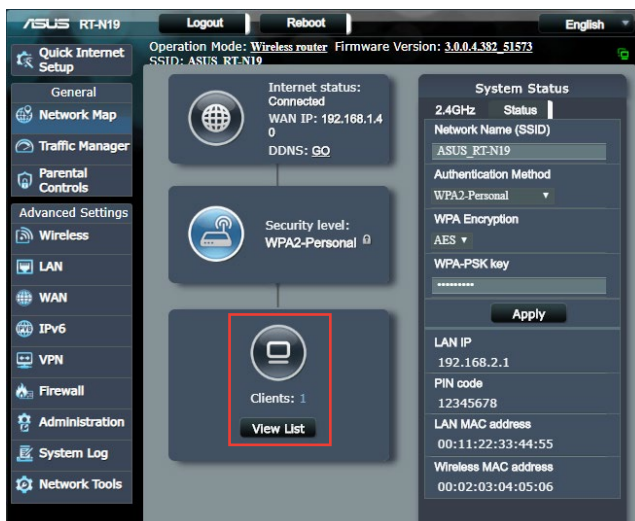 ASUS RT-N19
Logout
Reboot
English
Quick Internet
Setup
General
Network Map
Traffic Manager
Parental
Controls
Advanced Settings
Wireless
LAN
WAN
IPv6
VPN
Firewall
Administration
System Log
Network Tools
Operation Mode: Wireless router Firmware Version: 3.0.0.4.382_51573
SSID: ASUS_RT-N19
Internet status:
Connected
WAN IP: 192.168.1.4
0
DDNS: GO
Security level:
WPA2-Personal
Clients: 1
View List
System Status
2.4GHz Status
Network Name (SSID)
ASUS_RT-N19
Authentication Method
WPA2-Personal
WPA Encryption
AES
WPA-PSK key
Apply
LAN IP
192.168.2.1
PIN code
12345678
LAN MAC address
00:11:22:33:44:55
Wireless MAC address
00:02:03:04:05:06